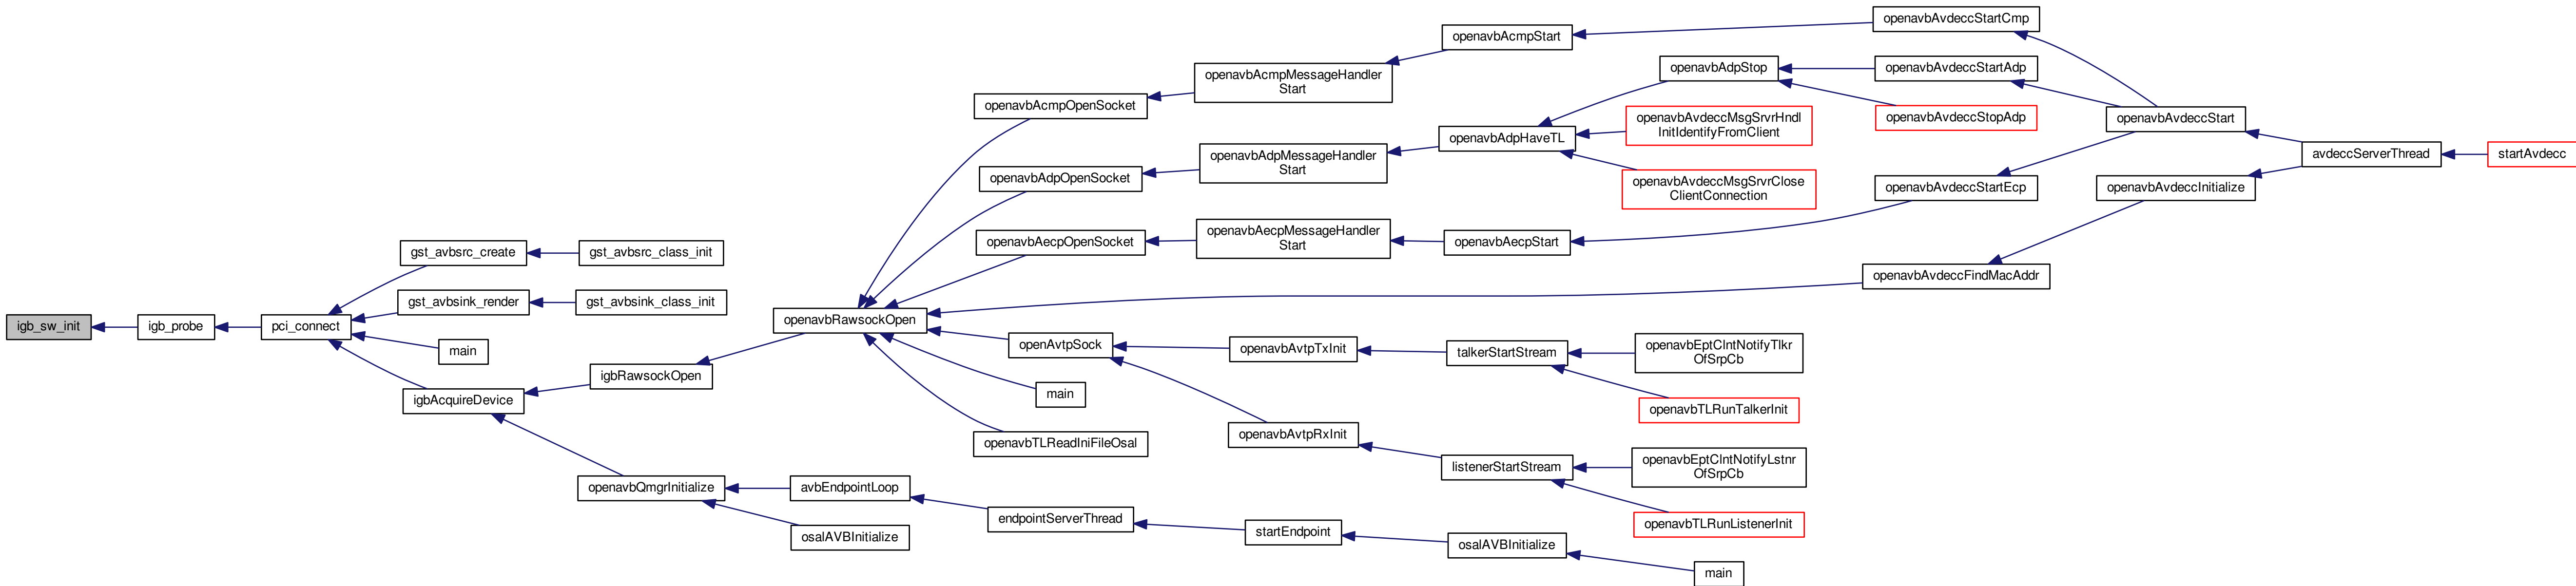 igb_sw_init
igb_probe
pci_connect
gst_avbsrc_create
gst_avbsrc_class_init
gst_avbsink_render
gst_avbsink_class_init
main
igbAcquireDevice
igbRawsockOpen
openavbRawsockOpen
openavbAcmpOpenSocket
openavbAcmpMessageHandler
Start
openavbAcmpStart
openavbAvdeccStartCmp
openavbAvdeccStart
avdeccServerThread
startAvdecc
openavbAdpOpenSocket
openavbAdpMessageHandler
Start
openavbAdpHaveTL
openavbAdpStop
openavbAvdeccStartAdp
openavbAvdeccStopAdp
openavbAvdeccMsgSrvrHndl
InitIdentifyFromClient
openavbAvdeccMsgSrvrClose
ClientConnection
openavbAecpOpenSocket
openavbAecpMessageHandler
Start
openavbAecpStart
openavbAvdeccStartEcp
openavbAvdeccFindMacAddr
openavbAvdeccInitialize
openAvtpSock
openavbAvtpTxInit
talkerStartStream
openavbEptClntNotifyTlkr
OfSrpCb
openavbTLRunTalkerInit
openavbAvtpRxInit
listenerStartStream
openavbEptClntNotifyLstnr
OfSrpCb
openavbTLRunListenerInit
main
openavbTLReadIniFileOsal
openavbQmgrInitialize
avbEndpointLoop
endpointServerThread
startEndpoint
osalAVBInitialize
main
osalAVBInitialize